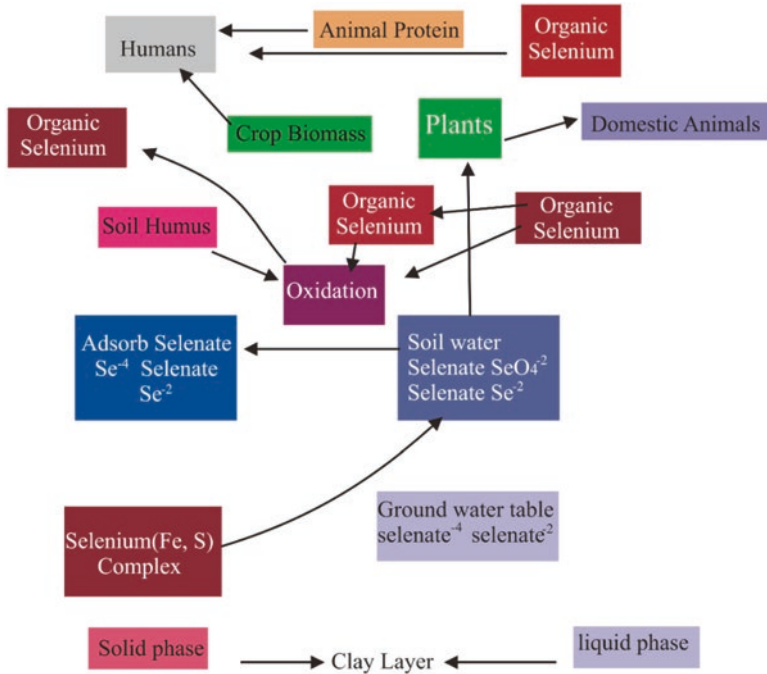 Humans
Animal Protein
Organic
Selenium
Organic
Selenium
Crop Biomass
Plants
Domestic Animals
Soil Humus
Organic
Selenium
Organic
Selenium
Oxidation
Adsorb Selenate
Se⁻⁴ Selenate
Se⁻²
Soil water
Selenate SeO₄⁻²
Selenate Se⁻²
Selenium(Fe, S)
Complex
Ground water table
selenate⁻⁴ selenate⁻²
Solid phase
Clay Layer
liquid phase